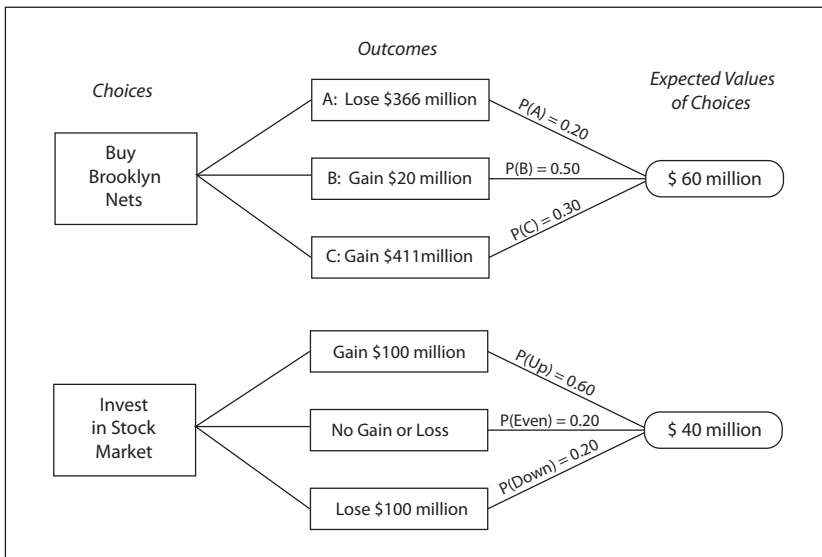 Outcomes
Choices
Expected Values
of Choices
A: Lose $366 million
P(A) = 0.20
Buy
Brooklyn
Nets
B: Gain $20 million
P(B) = 0.50
$ 60 million
C: Gain $411million
P(C) = 0.30
Gain $100 million
P(Up) = 0.60
Invest
in Stock
Market
No Gain or Loss
P(Even) = 0.20
$ 40 million
Lose $100 million
P(Down) = 0.20